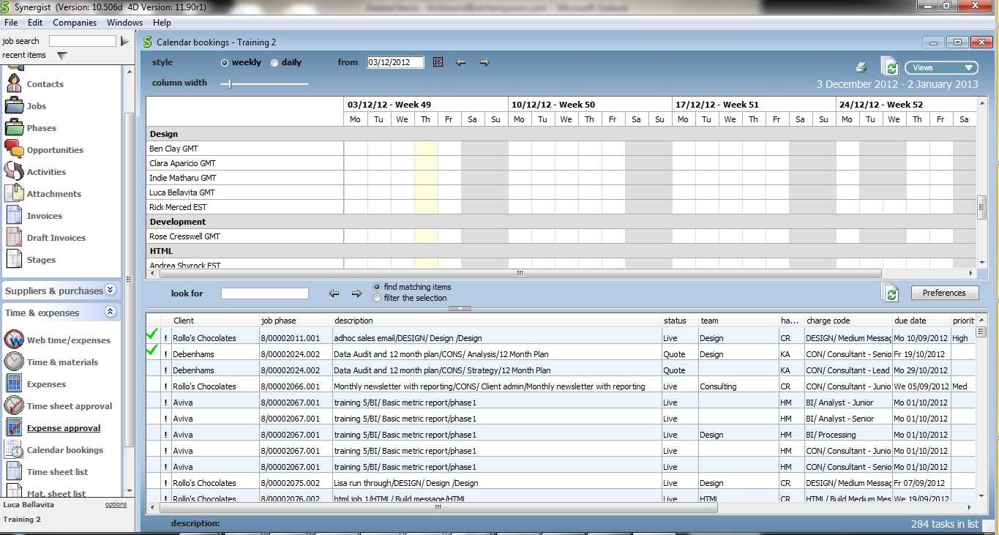 Synergist (Version: 10.506d 4D Version: 11.90r1)
File Edit Companies Windows Help
job search
recent items
Contacts
Jobs
Phases
Opportunities
Activities
Attachments
Invoices
Draft Invoices
Stages
Suppliers & purchases
Time & expenses
Web time/expenses
Time & materials
Expenses
Time sheet approval
Expense approval
Calendar bookings
Time sheet list
Mat. sheet list
Luca Bellavita options
Training 2
Calendar bookings - Training 2
style weekly daily from 03/12/2012 16 Views
column width 3 December 2012 - 2 January 2013
03/12/12 - Week 49 10/12/12 - Week 50 17/12/12 - Week 51 24/12/12 - Week 52
Mo Tu We Th Fr Sa Su Mo Tu We Th Fr Sa Su Mo Tu We Th Fr Sa Su Mo Tu We Th Fr Sa
Design
Ben Clay GMT
Clara Aparicio GMT
Indie Matharu GMT
Luca Bellavita GMT
Rick Merced EST
Development
Rose Cresswell GMT
HTML
Andrea Shyrock EST
look for find matching items
filter the selection
Preferences
Client job phase description status team ha... charge code due date priorit
! Rollo's Chocolates 8/00002011.001 adhoc sales email/DESIGN/ Design /Design Live Design CR DESIGN/ Medium Messag Mo 10/09/2012 High
! Debenhams 8/00002024.002 Data Audit and 12 month plan/CONS/ Analysis/12 Month Plan Quote Design KA CON/ Consultant - Senio Fr 19/10/2012
! Debenhams 8/00002024.002 Data Audit and 12 month plan/CONS/ Strategy/12 Month Plan Quote KA CON/ Consultant - Lead Mo 29/10/2012
! Rollo's Chocolates 8/00002066.001 Monthly newsletter with reporting/CONS/ Client admin/Monthly newsletter with reporting Live Consulting CR CON/ Consultant - Junio We 05/09/2012 Med
! Aviva 8/00002067.001 training 5/BI/ Basic metric report/phase1 Live HM BI/ Analyst - Junior Mo 01/10/2012
! Aviva 8/00002067.001 training 5/BI/ Basic metric report/phase1 Live HM BI/ Analyst - Senior Mo 01/10/2012
! Aviva 8/00002067.001 training 5/BI/ Basic metric report/phase1 Live Design HM BI/ Processing Mo 01/10/2012
! Aviva 8/00002067.001 training 5/BI/ Basic metric report/phase1 Live HM CON/ Consultant - Junio Mo 01/10/2012
! Aviva 8/00002067.001 training 5/BI/ Basic metric report/phase1 Live HM CON/ Consultant - Senio Mo 01/10/2012
! Rollo's Chocolates 8/00002075.002 Lisa run through/DESIGN/ Design /Design Live Design CR DESIGN/ Medium Messag Fr 07/09/2012
! Rollo's Chocolates 8/00002076.002 html job 1/HTML/ Build message/HTML Live HTML CR HTML/ Build Medium Mes We 19/09/2012
description: 284 tasks in list